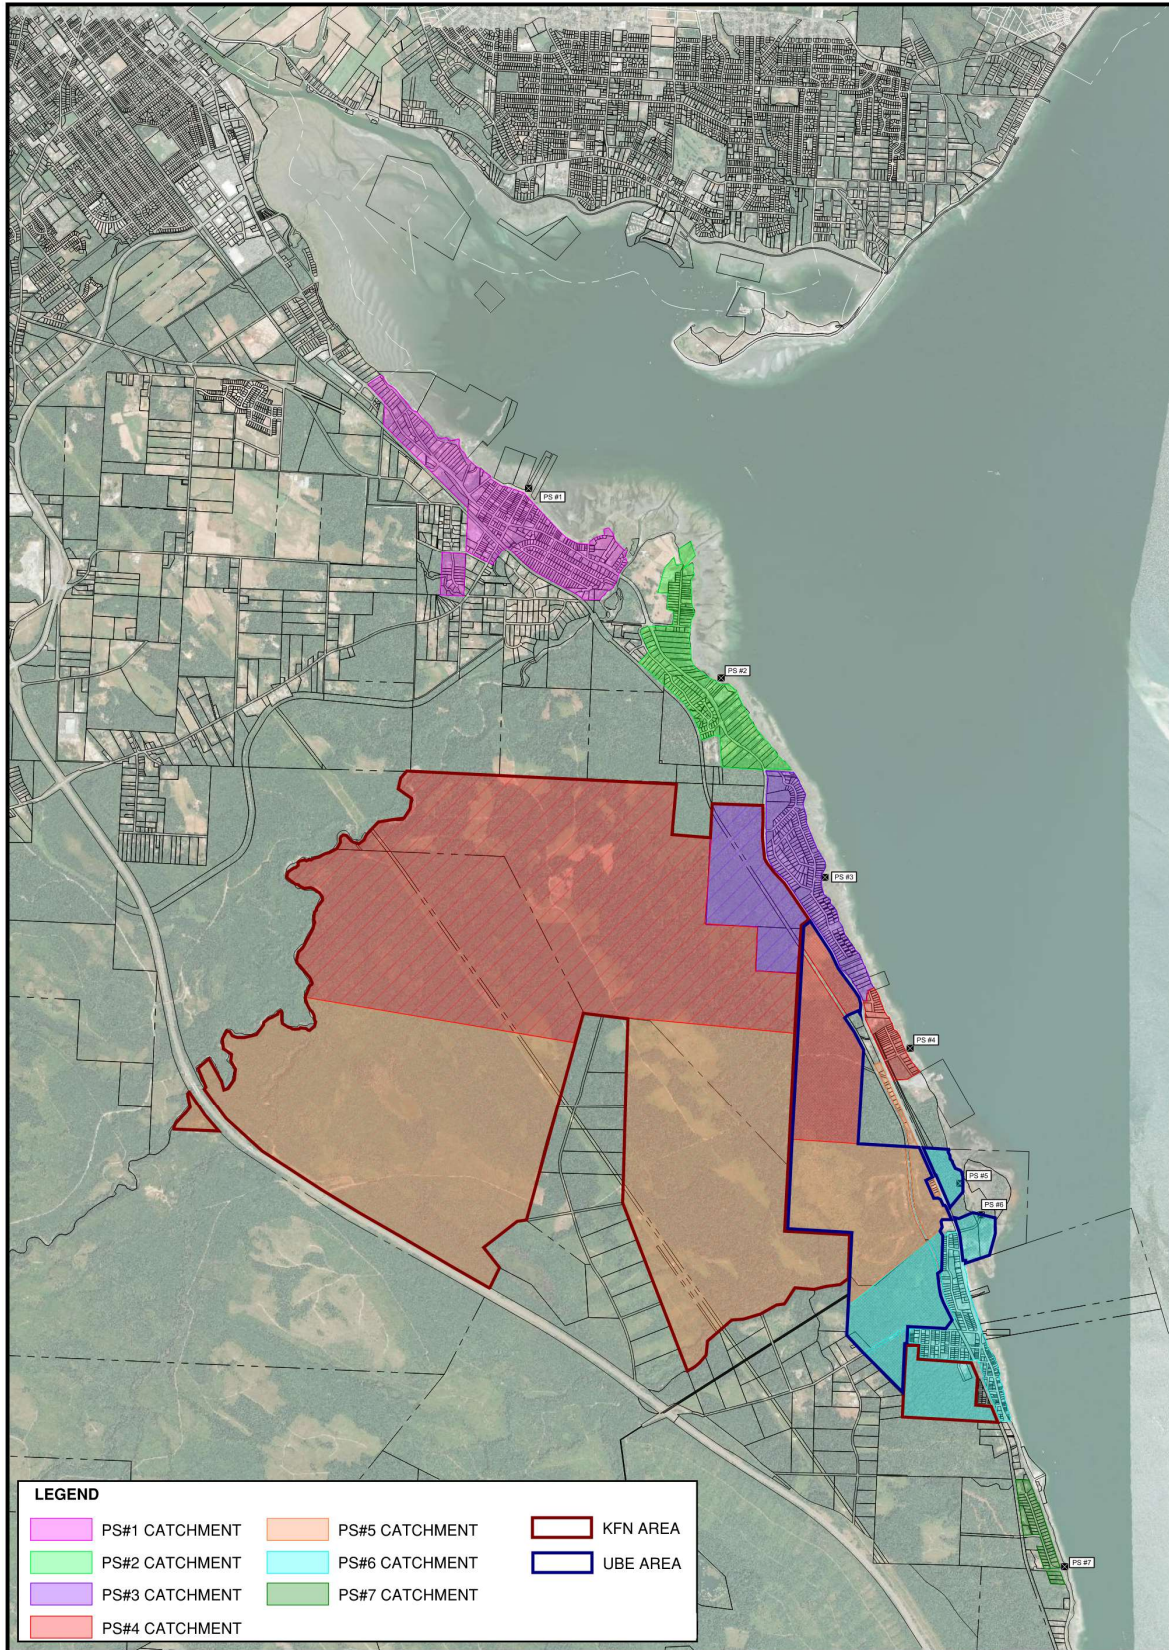 PS #1
PS #2
PS #3
PS #4
PS #5
PS #6
PS #7
LEGEND
PS#1 CATCHMENT
PS#2 CATCHMENT
PS#3 CATCHMENT
PS#4 CATCHMENT
PS#5 CATCHMENT
PS#6 CATCHMENT
PS#7 CATCHMENT
KFN AREA
UBE AREA